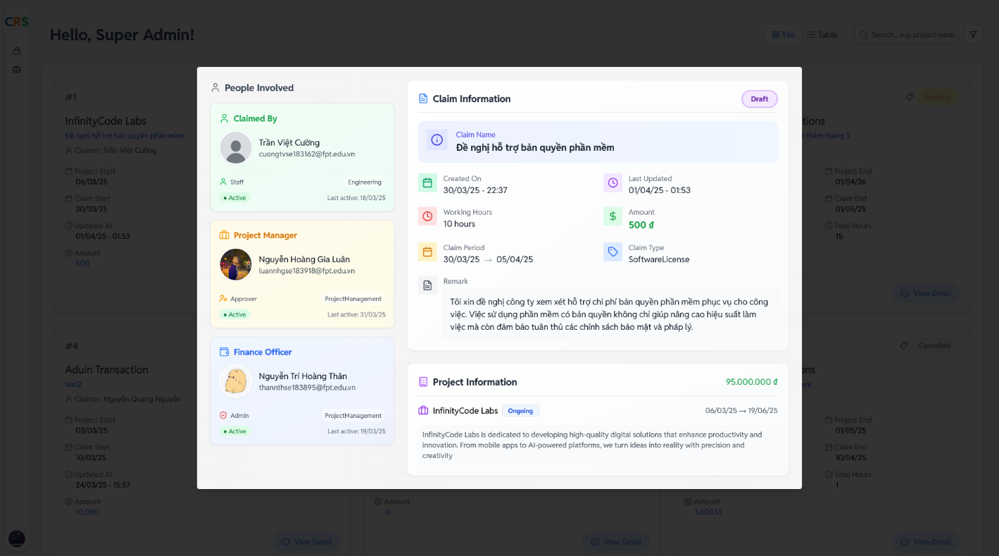 CRS
Hello, Super Admin!
Tile
Table
Search... e.g. project name
#1
InfinityCode Labs
Đề nghị hỗ trợ bản quyền phần mềm
Claimer: Trần Việt Cường
Project Start
06/03/25
Claim Start
30/03/25
Updated At
01/04/25 - 01:53
Amount
500
#4
Aduin Transaction
test2
Claimer: Nguyễn Quang Nguyên
Project Start
03/03/25
Claim Start
10/03/25
Updated At
24/03/25 - 15:57
Amount
10,000
View Detail
People Involved
Claimed By
Trần Việt Cường
cuongtvse183162@fpt.edu.vn
Staff
Engineering
Active
Last active: 18/03/25
Project Manager
Nguyễn Hoàng Gia Luân
luannhgse183918@fpt.edu.vn
Approver
ProjectManagement
Active
Last active: 31/03/25
Finance Officer
Nguyễn Trí Hoàng Thân
thannthse183895@fpt.edu.vn
Admin
ProjectManagement
Active
Last active: 19/03/25
Claim Information
Draft
Claim Name
Đề nghị hỗ trợ bản quyền phần mềm
Created On
30/03/25 - 22:37
Last Updated
01/04/25 - 01:53
Working Hours
10 hours
Amount
500 ₫
Claim Period
30/03/25 → 05/04/25
Claim Type
SoftwareLicense
Remark
Tôi xin đề nghị công ty xem xét hỗ trợ chi phí bản quyền phần mềm phục vụ cho công
việc. Việc sử dụng phần mềm có bản quyền không chỉ giúp nâng cao hiệu suất làm
việc mà còn đảm bảo tuân thủ các chính sách bảo mật và pháp lý.
Project Information
95.000.000 ₫
InfinityCode Labs
Ongoing
06/03/25 → 19/06/25
InfinityCode Labs is dedicated to developing high-quality digital solutions that enhance productivity and
innovation. From mobile apps to AI-powered platforms, we turn ideas into reality with precision and
creativity
Amount
0
View Detail
Pending
thêm tháng 3
Project End
01/04/26
Claim End
01/05/25
Total Hours
15
View Detail
Cancelled
Project End
01/05/25
Claim End
10/04/25
Total Hours
1
Amount
1,000.13
View Detail